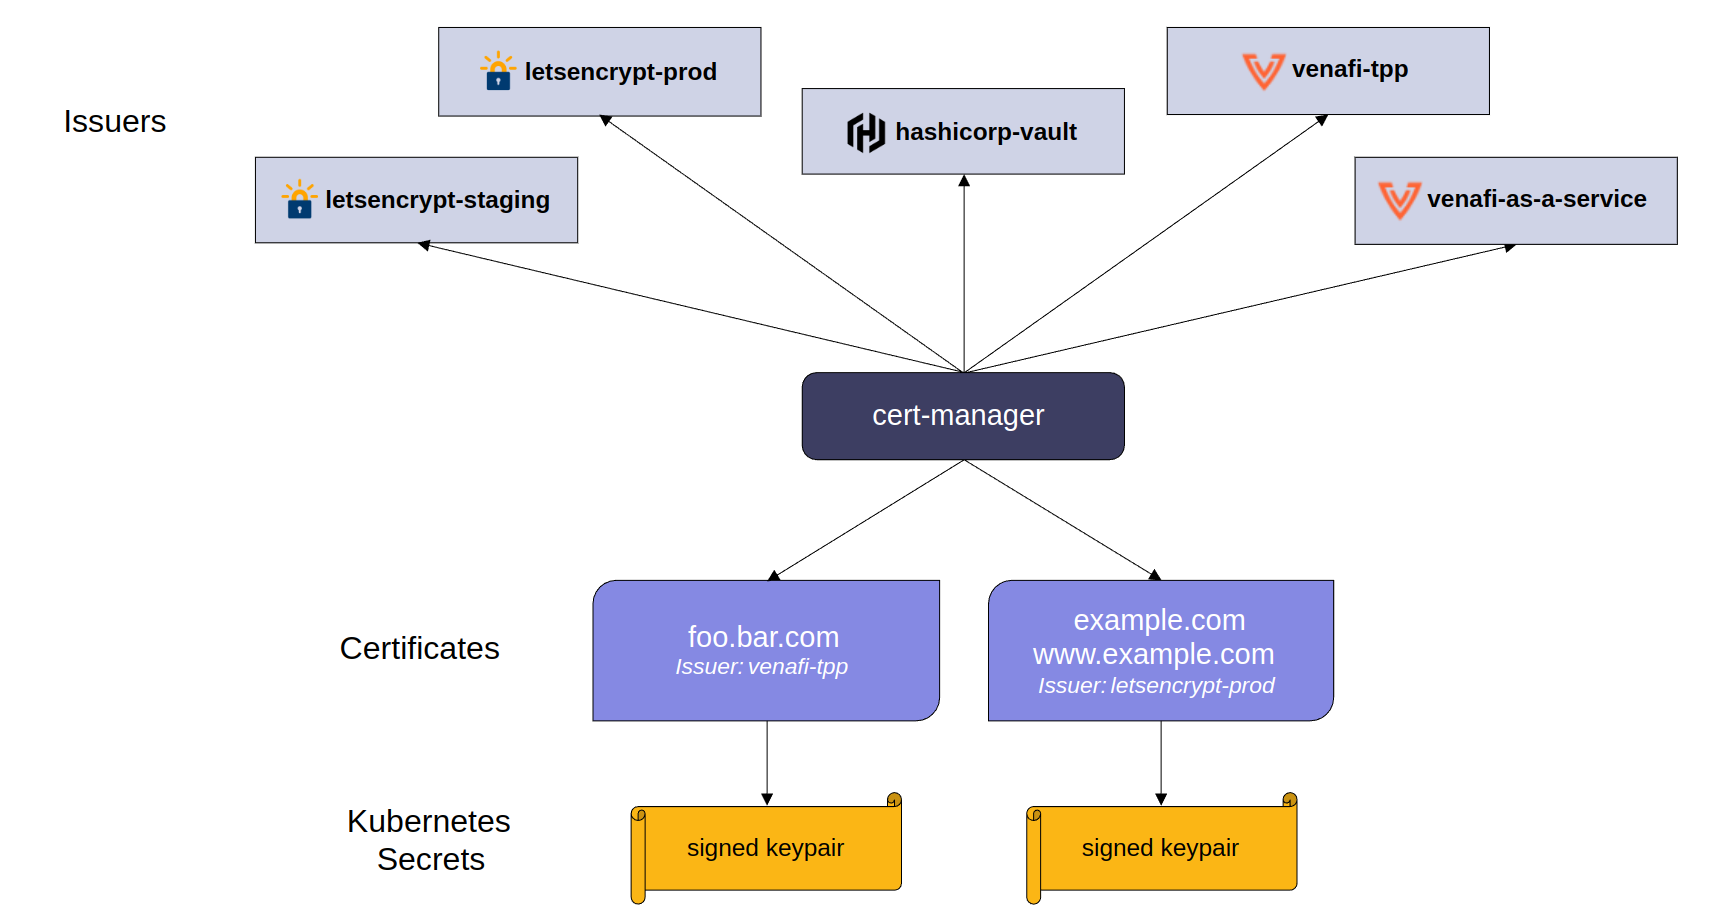 Issuers
letsencrypt-prod
venafi-tpp
hashicorp-vault
letsencrypt-staging
venafi-as-a-service
cert-manager
Certificates
foo.bar.com
Issuer: venafi-tpp
example.com
www.example.com
Issuer: letsencrypt-prod
Kubernetes
Secrets
signed keypair
signed keypair